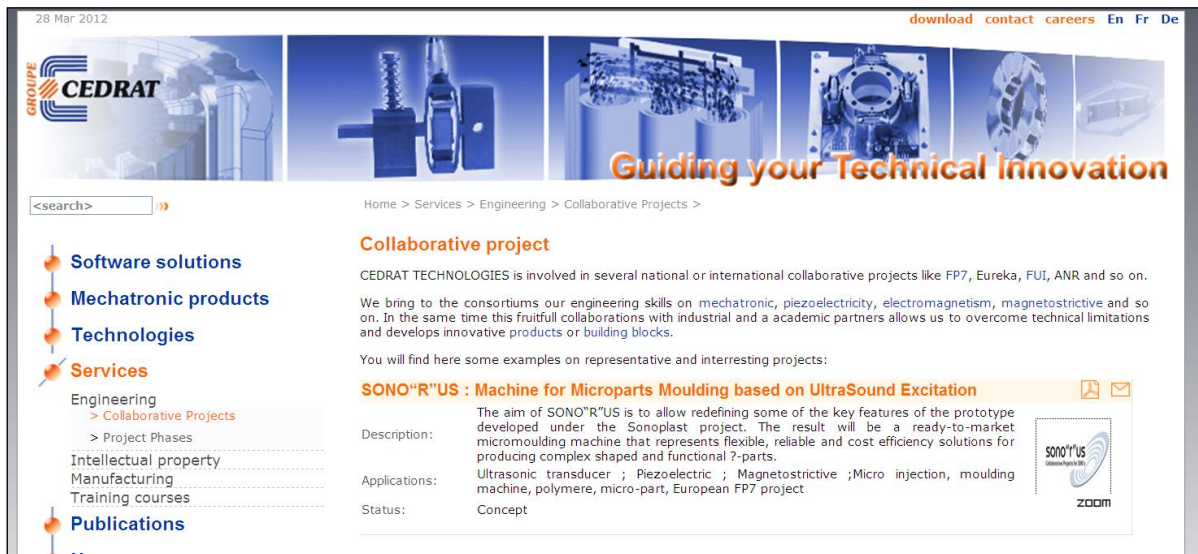 28 Mar 2012
download contact careers En Fr De
GROUPE
CEDRAT
Guiding your Technical Innovation
<search>
Home > Services > Engineering > Collaborative Projects >
Software solutions
Mechatronic products
Technologies
Services
Engineering
> Collaborative Projects
> Project Phases
Intellectual property
Manufacturing
Training courses
Publications
Collaborative project
CEDRAT TECHNOLOGIES is involved in several national or international collaborative projects like FP7, Eureka, FUI, ANR and so on.
We bring to the consortiums our engineering skills on mechatronic, piezoelectricity, electromagnetism, magnetostrictive and so
on. In the same time this fruitfull collaborations with industrial and a academic partners allows us to overcome technical limitations
and develops innovative products or building blocks.
You will find here some examples on representative and interresting projects:
SONO“R”US : Machine for Microparts Moulding based on UltraSound Excitation
Description:
The aim of SONO“R”US is to allow redefining some of the key features of the prototype
developed under the Sonoplast project. The result will be a ready-to-market
micromoulding machine that represents flexible, reliable and cost efficiency solutions for
producing complex shaped and functional ?-parts.
Applications:
Ultrasonic transducer ; Piezoelectric ; Magnetostrictive ;Micro injection, moulding
machine, polymere, micro-part, European FP7 project
Status:
Concept
sono"r"us
ZOOM